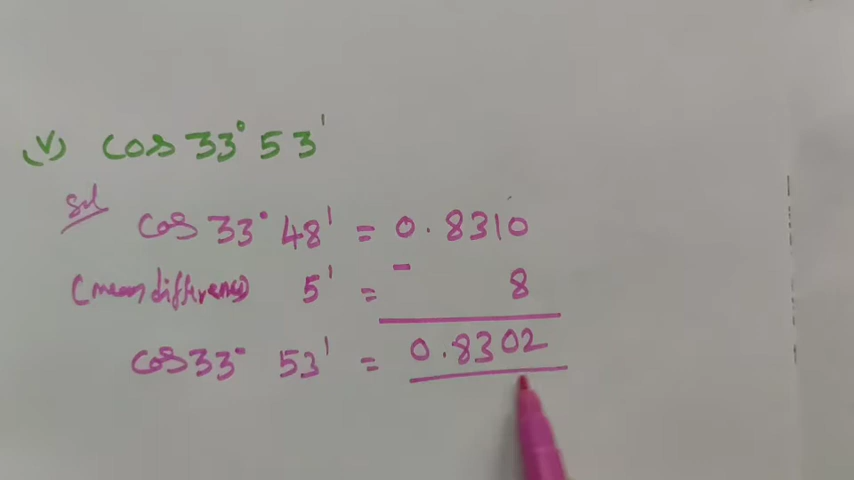 (V) cos 33° 53'
Sol
cos 33° 48' = 0.8310
(mean difference) 5' = - 8
cos 33° 53' = 0.8302